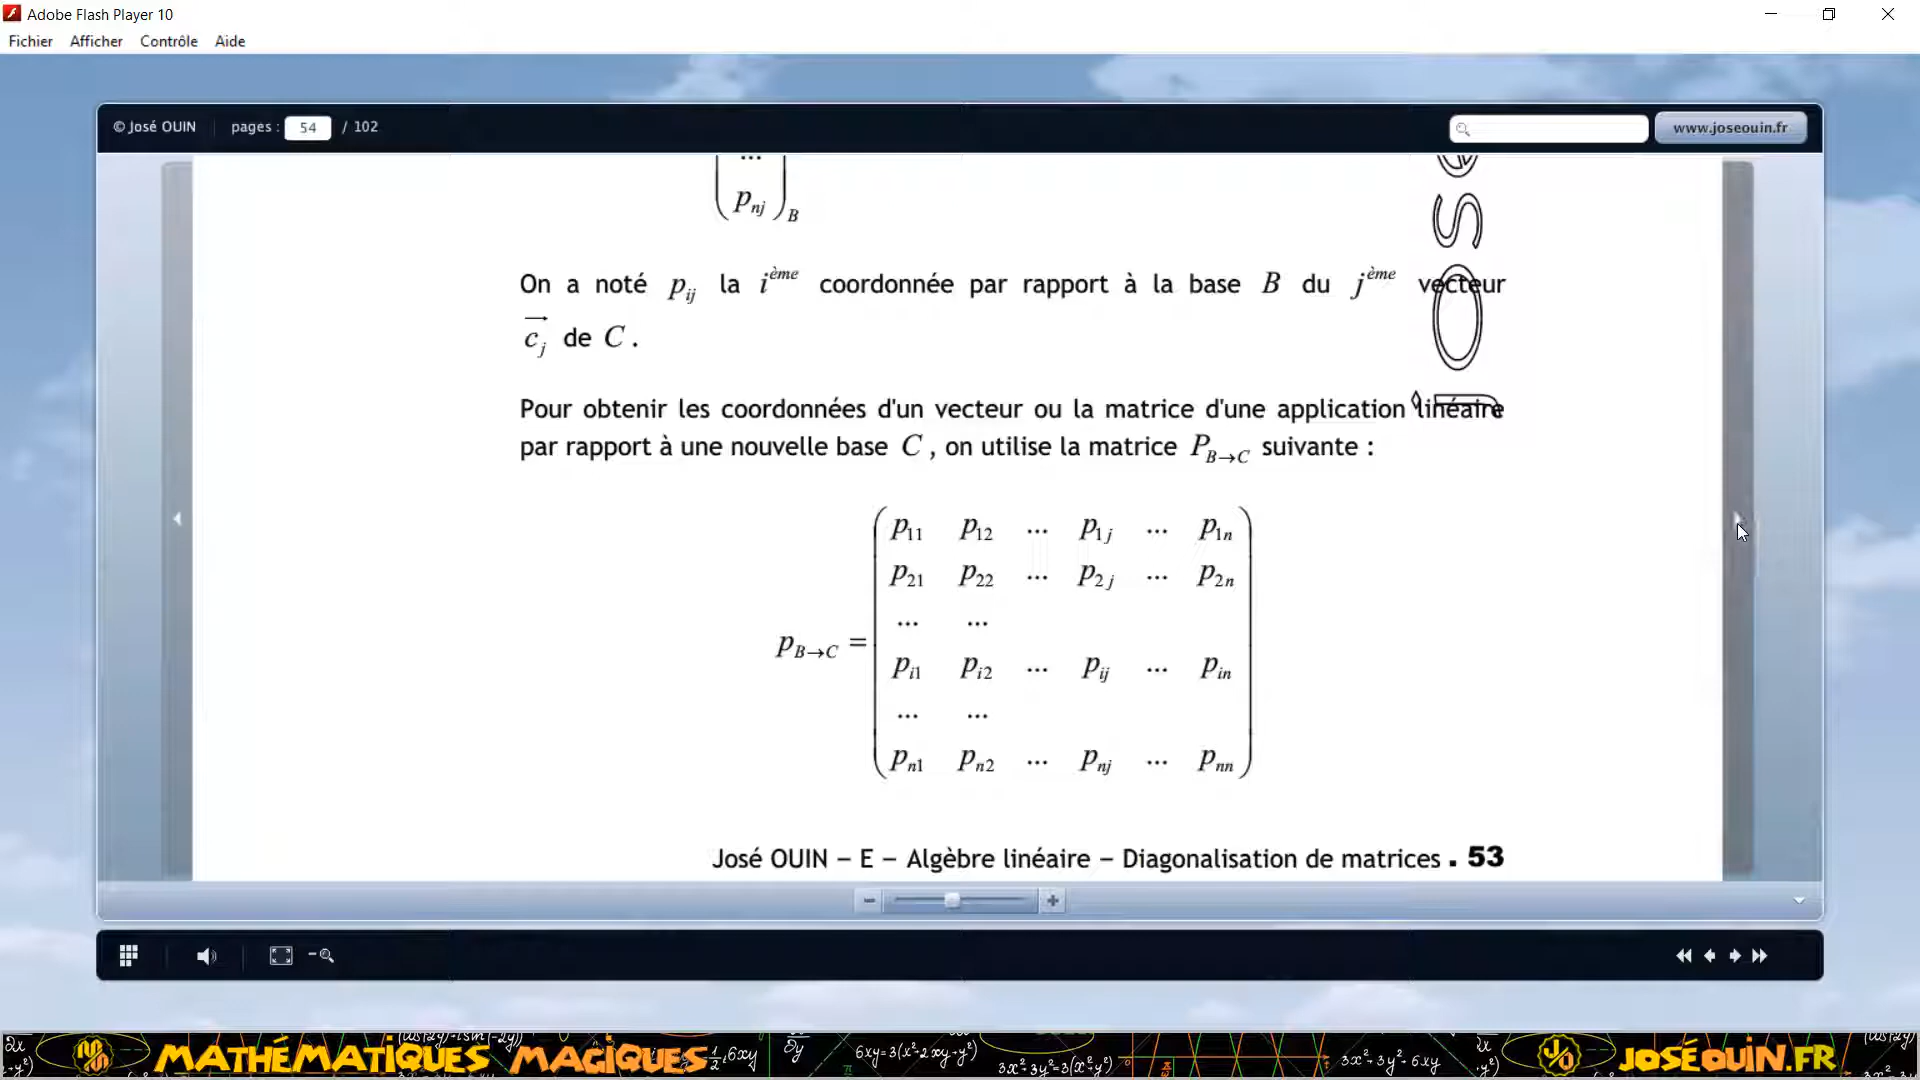 Adobe Flash Player 10
Fichier Afficher Contrôle Aide
© José OUIN pages : 54 / 102
www.joseouin.fr
...
p_nj B
On a noté p_ij la i^ème coordonnée par rapport à la base B du j^ème vecteur
c_j de C .
Pour obtenir les coordonnées d'un vecteur ou la matrice d'une application linéaire
par rapport à une nouvelle base C , on utilise la matrice P_B→C suivante :
p_11 p_12 ... p_1j ... p_1n
p_21 p_22 ... p_2j ... p_2n
... ...
p_B→C =
p_i1 p_i2 ... p_ij ... p_in
... ...
p_n1 p_n2 ... p_nj ... p_nn
José OUIN – E – Algèbre linéaire – Diagonalisation de matrices . 53
MATHÉMATIQUES MAGIQUES
JOSÉOUIN.FR